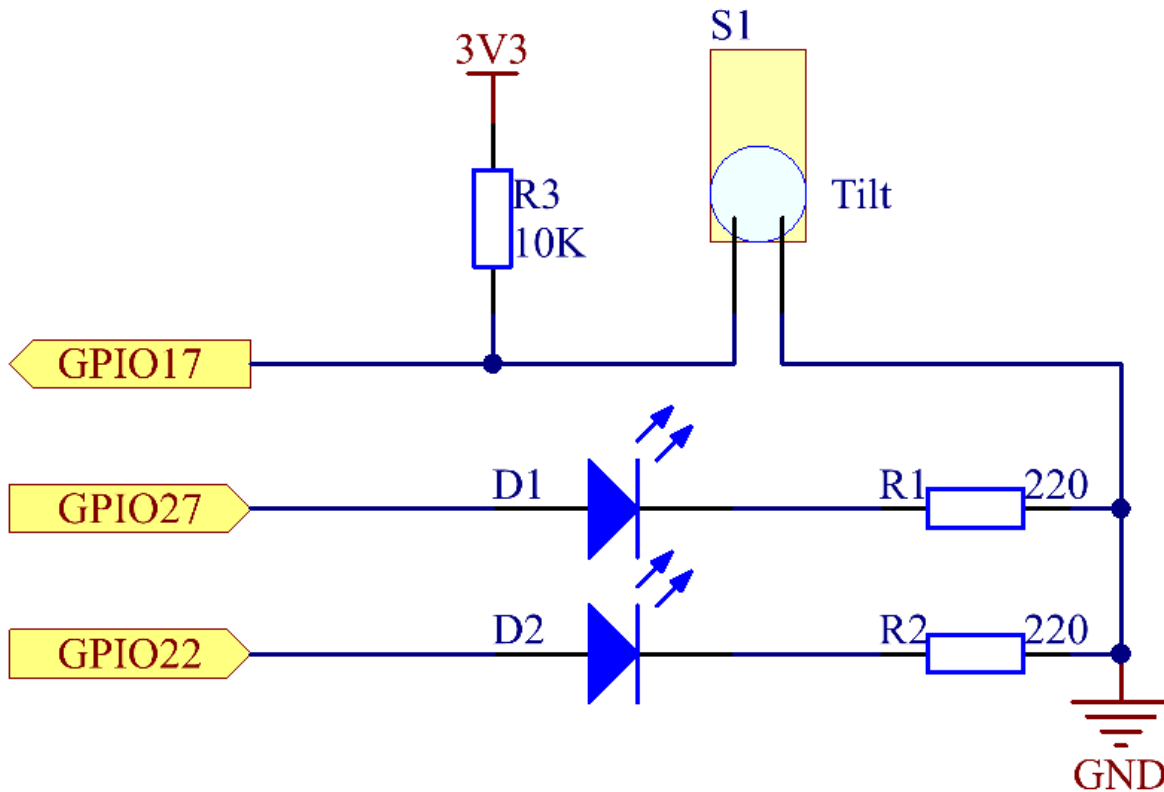 S1
3V3
R3
10K
Tilt
GPIO17
GPIO27
D1
R1
220
GPIO22
D2
R2
220
GND